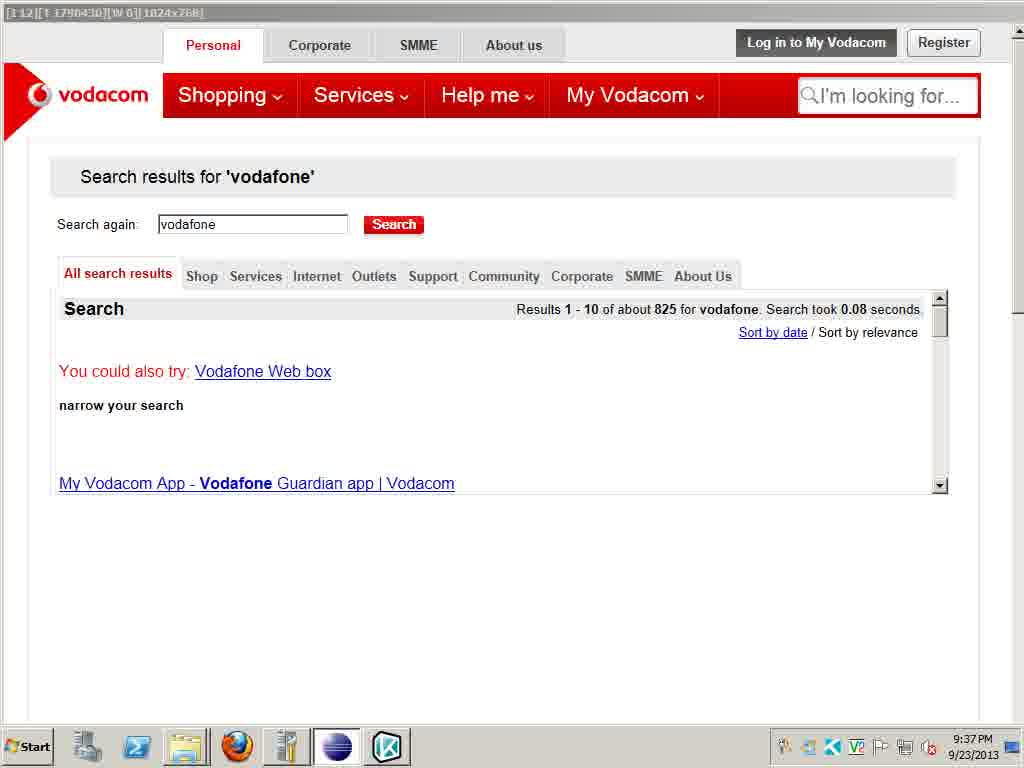 [1 12][T 1790430][W 0][1024x768]
Personal Corporate SMME About us Log in to My Vodacom Register
vodacom Shopping Services Help me My Vodacom I'm looking for...
Search results for 'vodafone'
Search again: vodafone Search
All search results Shop Services Internet Outlets Support Community Corporate SMME About Us
Search Results 1 - 10 of about 825 for vodafone. Search took 0.08 seconds.
Sort by date / Sort by relevance
You could also try: Vodafone Web box
narrow your search
My Vodacom App - Vodafone Guardian app | Vodacom
Start 9:37 PM
9/23/2013